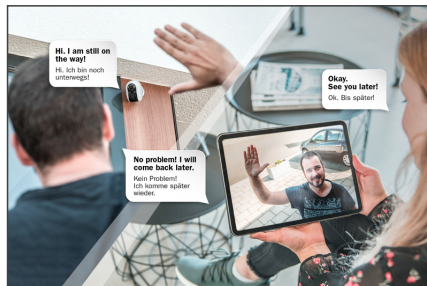 Hi. I am still on
the way!
Hi. Ich bin noch
unterwegs!
Okay.
See you later!
Ok. Bis später!
No problem! I will
come back later.
Kein Problem!
Ich komme später
wieder.